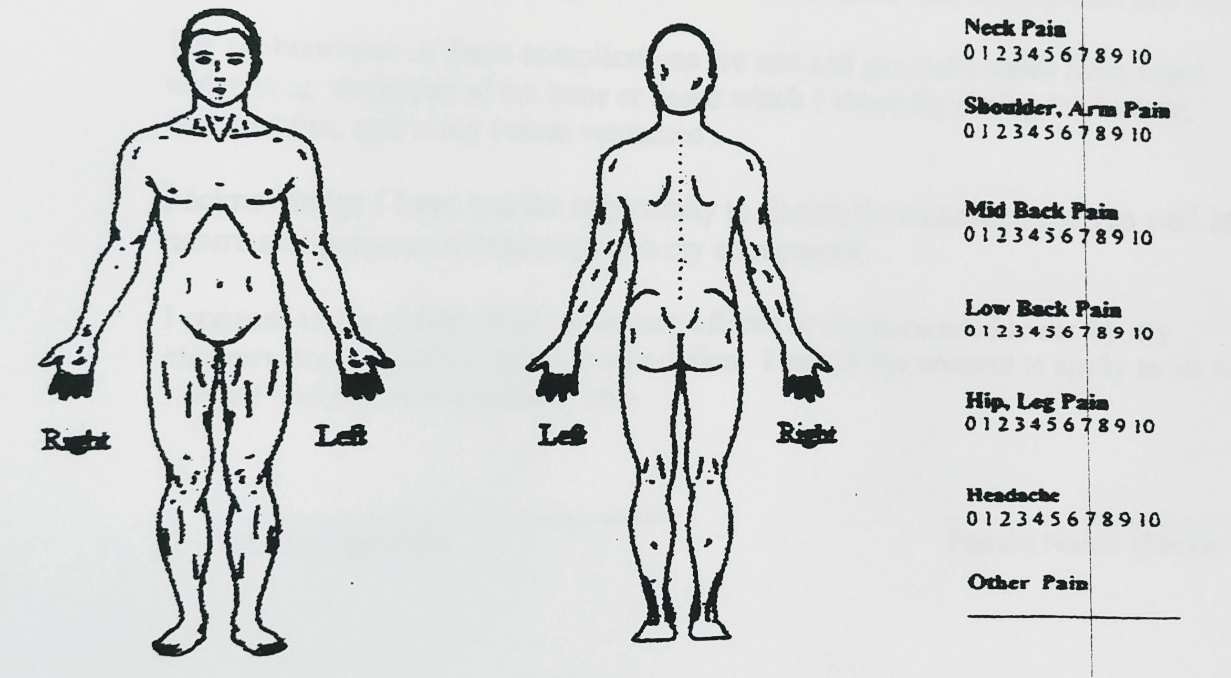 Neck Pain
0 1 2 3 4 5 6 7 8 9 10
Shoulder, Arm Pain
0 1 2 3 4 5 6 7 8 9 10
Mid Back Pain
0 1 2 3 4 5 6 7 8 9 10
Low Back Pain
0 1 2 3 4 5 6 7 8 9 10
Hip, Leg Pain
0 1 2 3 4 5 6 7 8 9 10
Right
Left
Left
Right
Headache
0 1 2 3 4 5 6 7 8 9 10
Other Pain